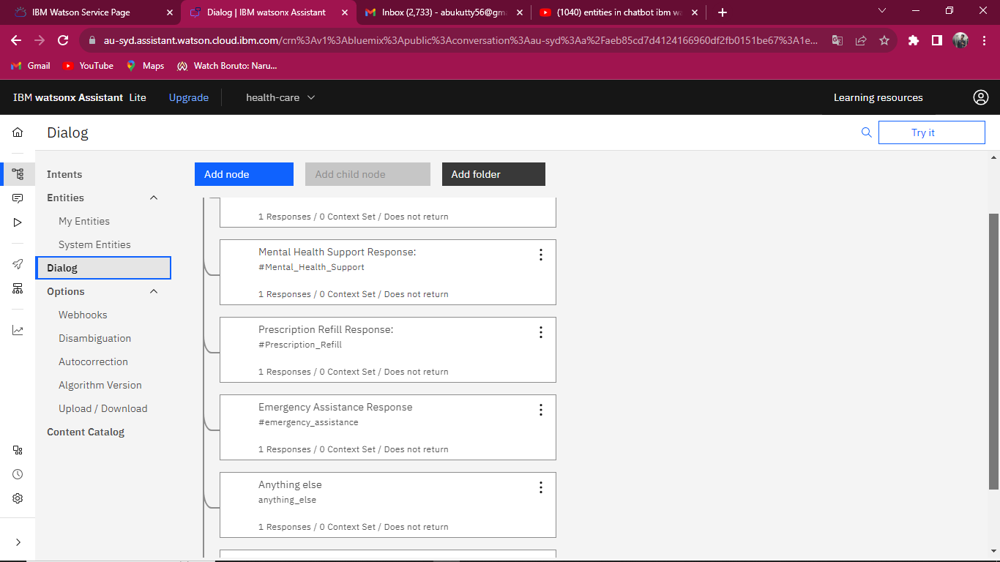 IBM Watson Service Page
Dialog | IBM watsonx Assistant
Inbox (2,733) - abukutty56@gm
(1040) entities in chatbot ibm wa
au-syd.assistant.watson.cloud.ibm.com/crn%3Av1%3Abluemix%3Apublic%3Aconversation%3Aau-syd%3Aa%2Faeb85cd7d4124166960df2fb0151be67%3A1e...
Gmail
YouTube
Maps
Watch Boruto: Naru...
IBM watsonx Assistant Lite
Upgrade
health-care
Learning resources
Dialog
Try it
Intents
Entities
My Entities
System Entities
Dialog
Options
Webhooks
Disambiguation
Autocorrection
Algorithm Version
Upload / Download
Content Catalog
Add node
Add child node
Add folder
1 Responses / 0 Context Set / Does not return
Mental Health Support Response:
#Mental_Health_Support
1 Responses / 0 Context Set / Does not return
Prescription Refill Response:
#Prescription_Refill
1 Responses / 0 Context Set / Does not return
Emergency Assistance Response
#emergency_assistance
1 Responses / 0 Context Set / Does not return
Anything else
anything_else
1 Responses / 0 Context Set / Does not return